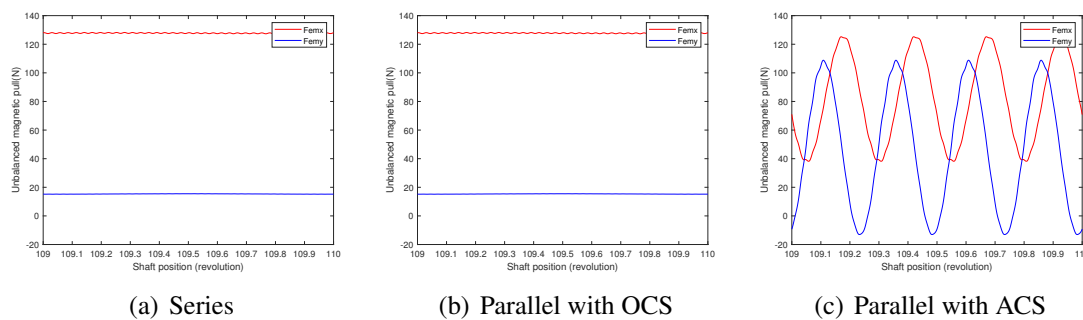 140
120
100
80
60
40
20
0
-20
Unbalanced magnetic pull(N)
Femx
Femy
109 109.1 109.2 109.3 109.4 109.5 109.6 109.7 109.8 109.9 110
Shaft position (revolution)
(a) Series
140
120
100
80
60
40
20
0
-20
Unbalanced magnetic pull(N)
Femx
Femy
109 109.1 109.2 109.3 109.4 109.5 109.6 109.7 109.8 109.9 110
Shaft position (revolution)
(b) Parallel with OCS
140
120
100
80
60
40
20
0
-20
Unbalanced magnetic pull(N)
Femx
Femy
109 109.1 109.2 109.3 109.4 109.5 109.6 109.7 109.8 109.9 11
Shaft position (revolution)
(c) Parallel with ACS